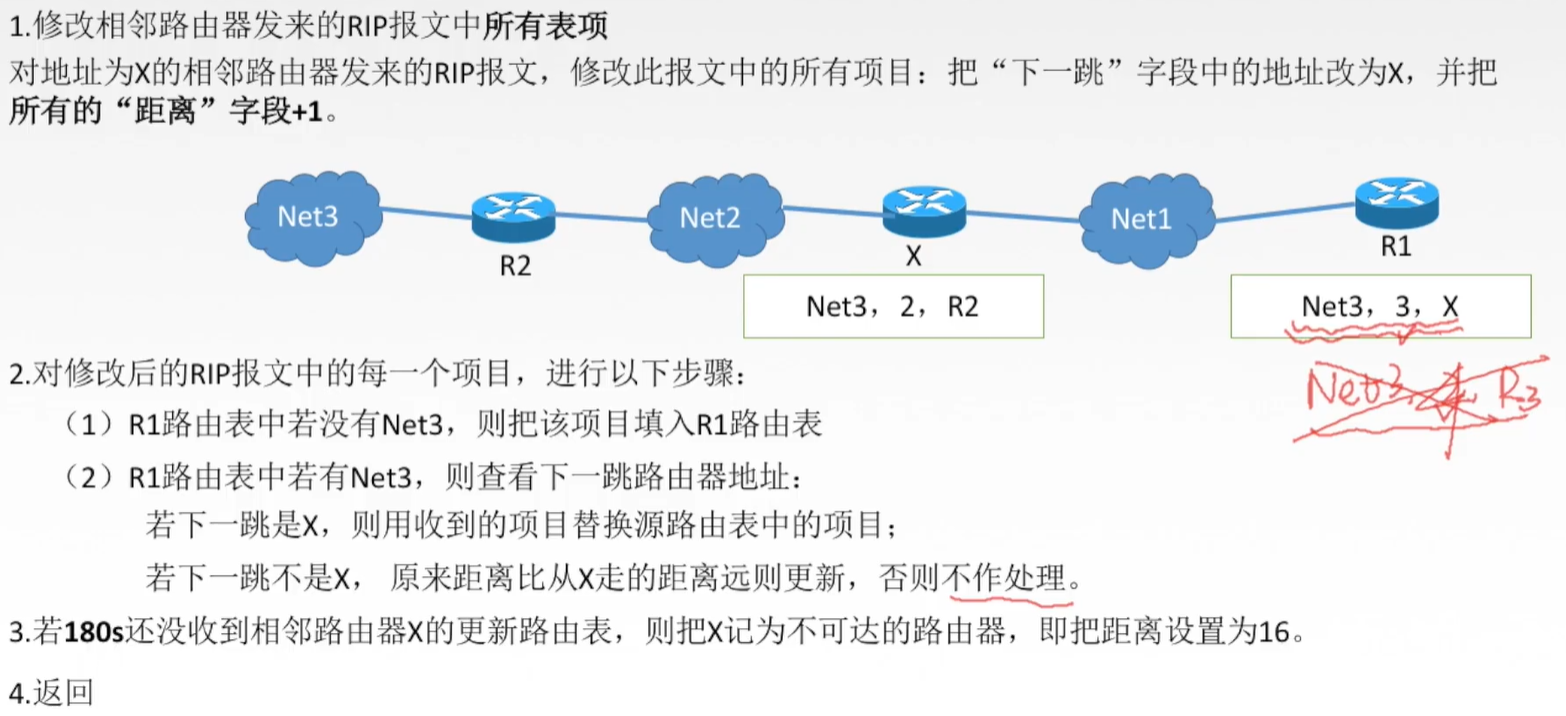 1.修改相邻路由器发来的RIP报文中所有表项
对地址为X的相邻路由器发来的RIP报文，修改此报文中的所有项目：把“下一跳”字段中的地址改为X，并把
所有的“距离”字段+1。
Net3
R2
Net2
X
Net1
R1
Net3，2，R2
Net3，3，X
Net3, 4, R3
2.对修改后的RIP报文中的每一个项目，进行以下步骤：
（1）R1路由表中若没有Net3，则把该项目填入R1路由表
（2）R1路由表中若有Net3，则查看下一跳路由器地址：
若下一跳是X，则用收到的项目替换源路由表中的项目；
若下一跳不是X， 原来距离比从X走的距离远则更新，否则不作处理。
3.若180s还没收到相邻路由器X的更新路由表，则把X记为不可达的路由器，即把距离设置为16。
4.返回